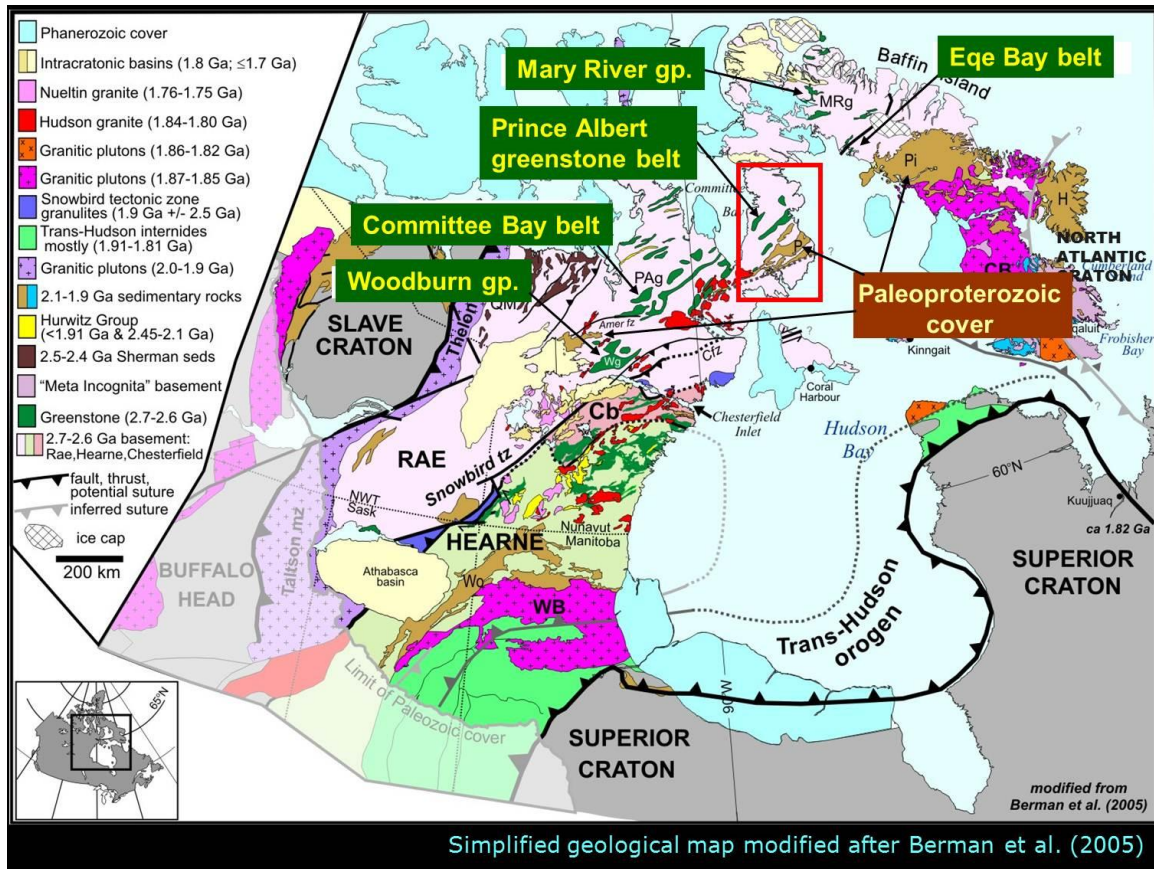 Phanerozoic cover
Intracratonic basins (1.8 Ga; ≤1.7 Ga)
Nueltin granite (1.76-1.75 Ga)
Hudson granite (1.84-1.80 Ga)
Granitic plutons (1.86-1.82 Ga)
Granitic plutons (1.87-1.85 Ga)
Snowbird tectonic zone
granulites (1.9 Ga +/- 2.5 Ga)
Trans-Hudson internides
mostly (1.91-1.81 Ga)
Granitic plutons (2.0-1.9 Ga)
2.1-1.9 Ga sedimentary rocks
Hurwitz Group
(<1.91 Ga & 2.45-2.1 Ga)
2.5-2.4 Ga Sherman seds
“Meta Incognita” basement
Greenstone (2.7-2.6 Ga)
2.7-2.6 Ga basement:
Rae,Hearne,Chesterfield
fault, thrust,
potential suture
inferred suture
ice cap
200 km
65°N
Mary River gp.
Eqe Bay belt
Prince Albert
greenstone belt
Committee Bay belt
Woodburn gp.
Paleoproterozoic
cover
Baffin Island
MRg
Pi
H
Committee
Bay
P
PAg
QM
Amer fz
Wg
Cfz
SLAVE
CRATON
Thelon
NORTH
ATLANTIC
CRATON
CB
Cumberland
Frobisher
Bay
Kinngait
Coral
Harbour
Cb
Chesterfield
Inlet
Hudson
Bay
RAE
Snowbird tz
NWT
Sask
Nunavut
Manitoba
HEARNE
Athabasca
basin
Wo
WB
BUFFALO
HEAD
Taltson mz
Limit of Paleozoic cover
60°N
Kuujjuaq
ca 1.82 Ga
SUPERIOR
CRATON
Trans-Hudson
orogen
90°W
SUPERIOR
CRATON
modified from
Berman et al. (2005)
Simplified geological map modified after Berman et al. (2005)